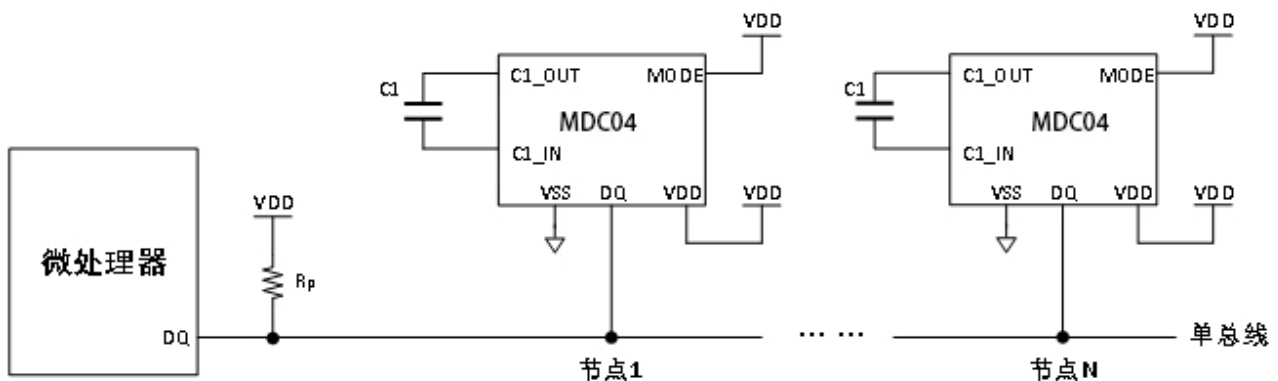 VDD
VDD
C1
C1_OUT
MODE
MDC04
C1_IN
VSS
DQ
VDD
VDD
C1
C1_OUT
MODE
MDC04
C1_IN
VSS
DQ
VDD
VDD
微处理器
DQ
VDD
Rp
... ...
单总线
节点1
节点N